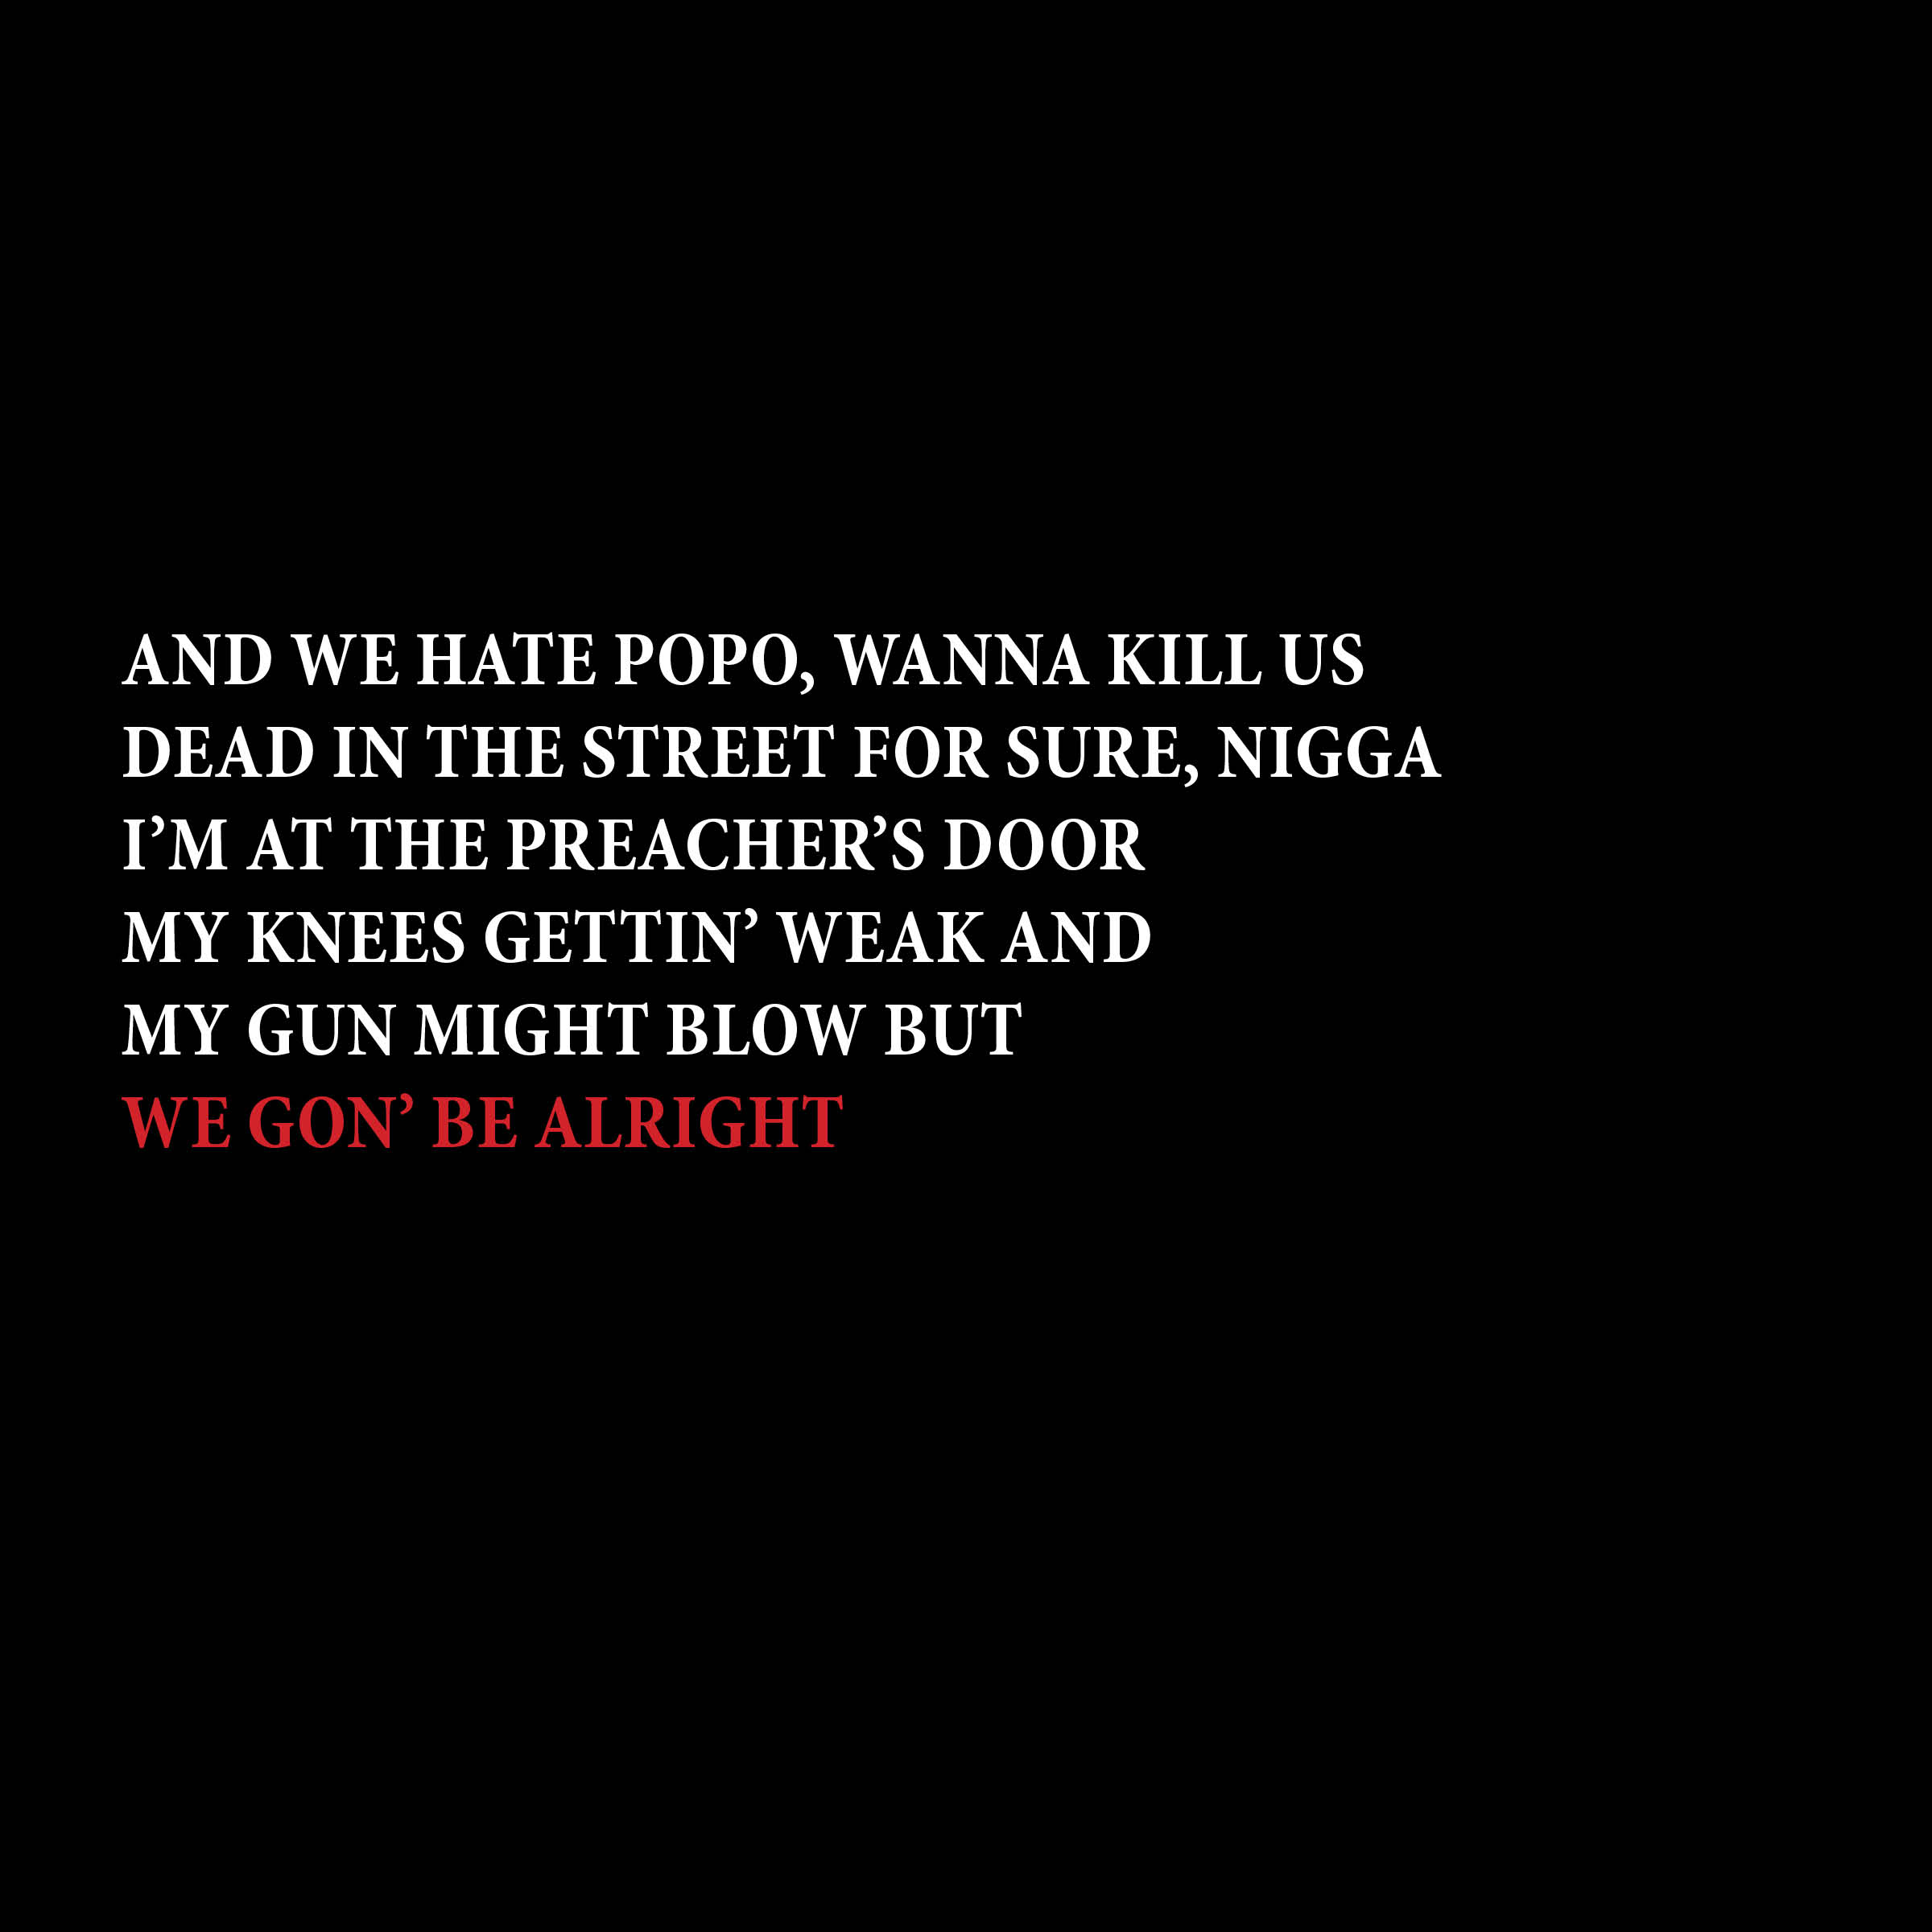 AND WE HATE POPO, WANNA KILL US
DEAD IN THE STREET FOR SURE, NIGGA
I'M AT THE PREACHER'S DOOR
MY KNEES GETTIN' WEAK AND
MY GUN MIGHT BLOW BUT
WE GON' BE ALRIGHT